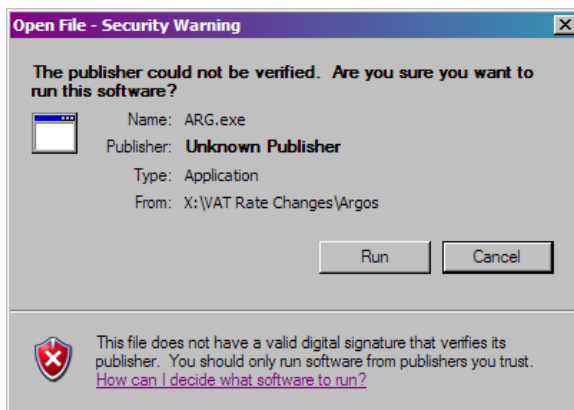 Open File - Security Warning
The publisher could not be verified.  Are you sure you want to
run this software?
Name: ARG.exe
Publisher: Unknown Publisher
Type: Application
From: X:\VAT Rate Changes\Argos
Run Cancel
This file does not have a valid digital signature that verifies its
publisher.  You should only run software from publishers you trust.
How can I decide what software to run?